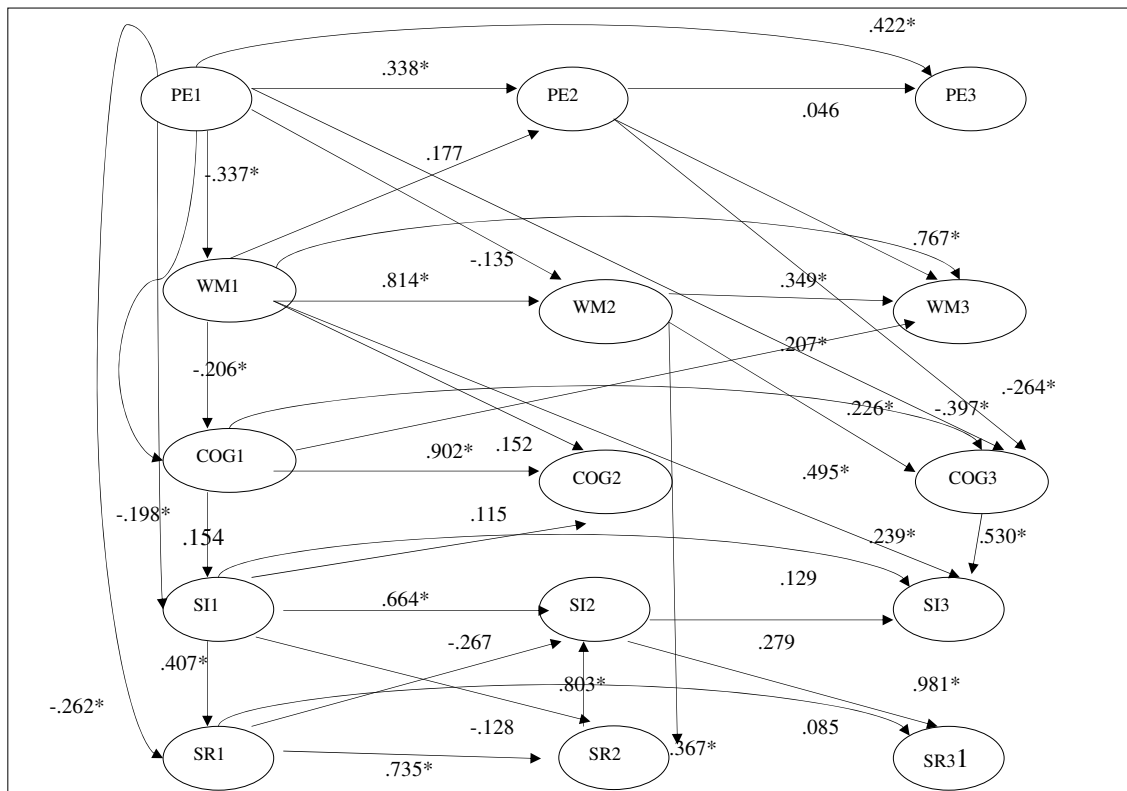 .422*
.338*
PE1
PE2
PE3
.046
.177
-.337*
.767*
-.135
.814*
.349*
WM1
WM2
WM3
.207*
-.206*
.-264*
.226*
-.397*
.902*
.152
COG1
COG2
COG3
.495*
-.198*
.154
.115
.239*
.530*
.129
SI1
.664*
SI2
SI3
-.267
.279
.407*
.803*
.981*
-.262*
-.128
.085
SR1
.735*
SR2
.367*
SR31